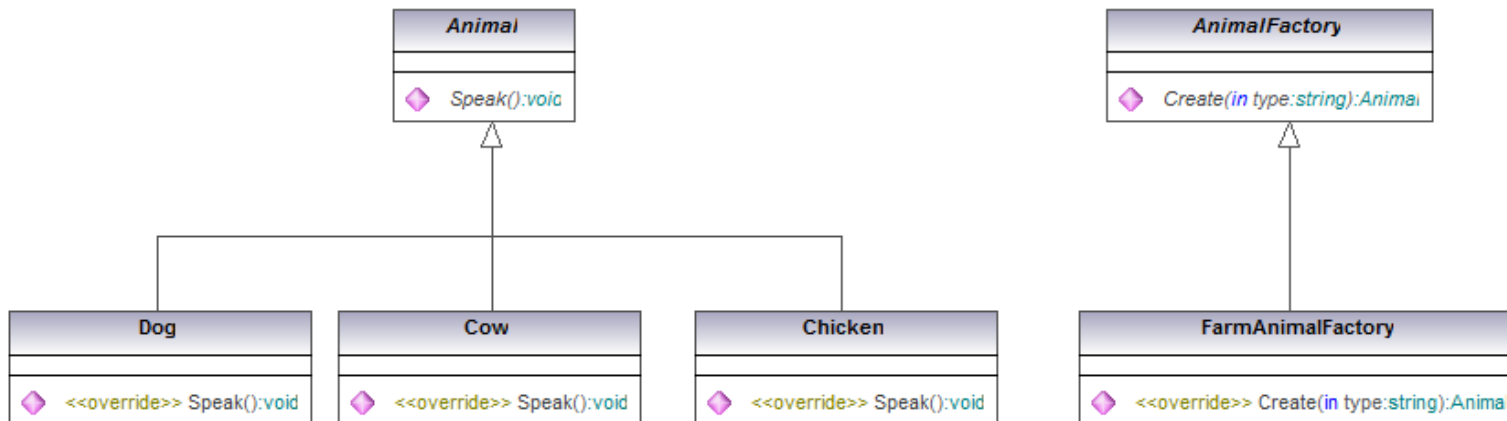 Animal
Speak():void
AnimalFactory
Create(in type:string):Animal
Dog
<<override>> Speak():void
Cow
<<override>> Speak():void
Chicken
<<override>> Speak():void
FarmAnimalFactory
<<override>> Create(in type:string):Animal